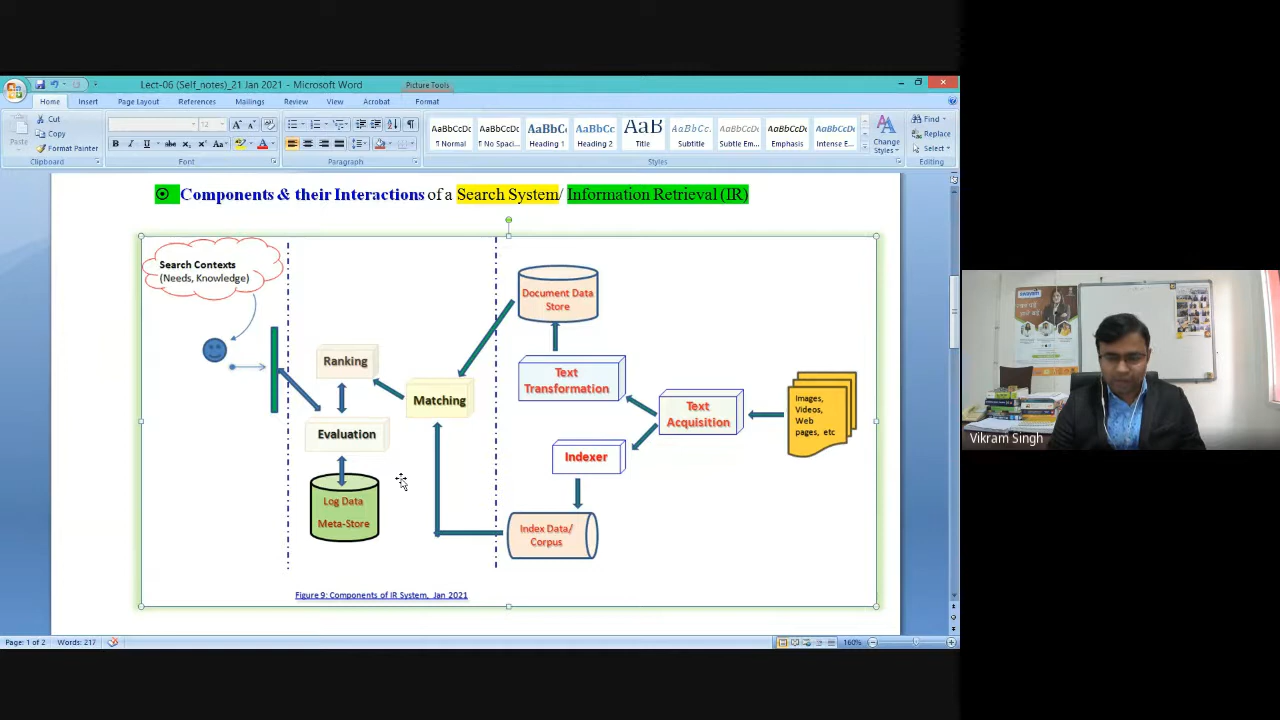 Lect-06 (Self_notes)_21 Jan 2021 - Microsoft Word
Picture Tools
Home Insert Page Layout References Mailings Review View Acrobat Format
Cut
Copy
Format Painter
Paste
Clipboard
12
Font
Paragraph
AaBbCcDc AaBbCcDc AaBbC AaBbCc AaB AaBbCc. AaBbCcDc AaBbCcDc AaBbCcDc
¶ Normal ¶ No Spaci... Heading 1 Heading 2 Title Subtitle Subtle Em... Emphasis Intense E...
Styles
Change
Styles
Find
Replace
Select
Editing
Components & their Interactions of a Search System/ Information Retrieval (IR)
Search Contexts
(Needs, Knowledge)
Document Data
Store
Ranking
Text
Transformation
Matching
Text
Acquisition
Images,
Videos,
Web
pages, etc
Evaluation
Indexer
Log Data
Meta-Store
Index Data/
Corpus
Figure 9: Components of IR System, Jan 2021
Page: 1 of 2 Words: 217
160%
swayam
Vikram Singh